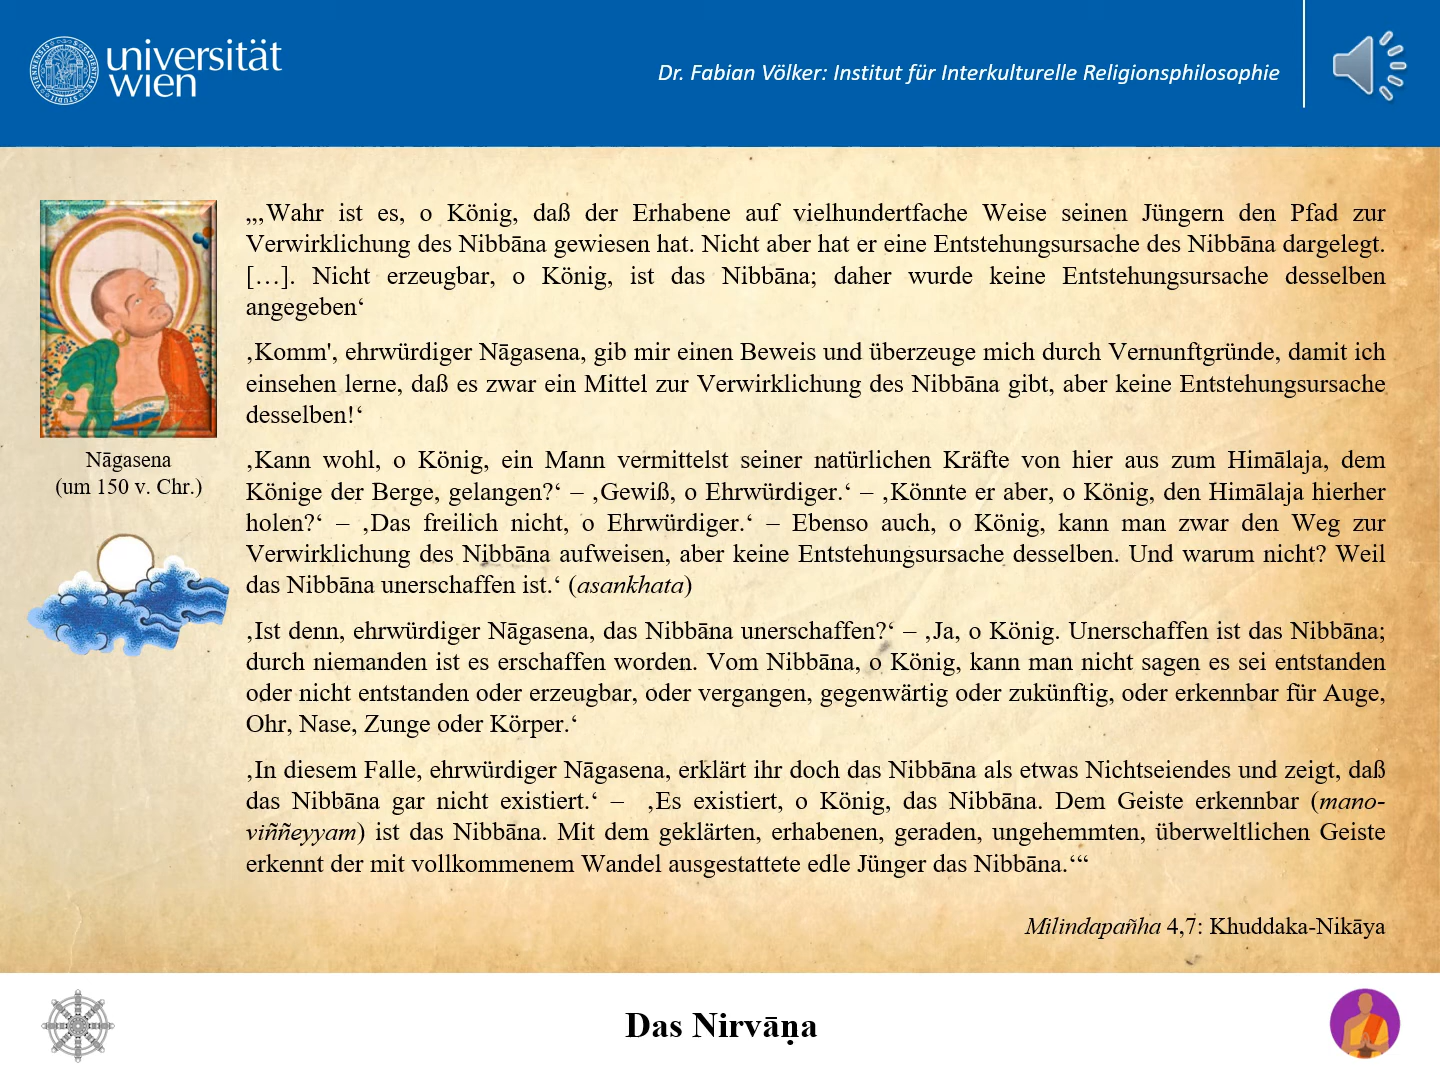 universität
wien
Dr. Fabian Völker: Institut für Interkulturelle Religionsphilosophie
„‚Wahr ist es, o König, daß der Erhabene auf vielhundertfache Weise seinen Jüngern den Pfad zur
Verwirklichung des Nibbāna gewiesen hat. Nicht aber hat er eine Entstehungsursache des Nibbāna dargelegt.
[…]. Nicht erzeugbar, o König, ist das Nibbāna; daher wurde keine Entstehungsursache desselben
angegeben‘
‚Komm', ehrwürdiger Nāgasena, gib mir einen Beweis und überzeuge mich durch Vernunftgründe, damit ich
einsehen lerne, daß es zwar ein Mittel zur Verwirklichung des Nibbāna gibt, aber keine Entstehungsursache
desselben!‘
Nāgasena
(um 150 v. Chr.)
‚Kann wohl, o König, ein Mann vermittelst seiner natürlichen Kräfte von hier aus zum Himālaja, dem
Könige der Berge, gelangen?‘ – ‚Gewiß, o Ehrwürdiger.‘ – ‚Könnte er aber, o König, den Himālaja hierher
holen?‘ – ‚Das freilich nicht, o Ehrwürdiger.‘ – Ebenso auch, o König, kann man zwar den Weg zur
Verwirklichung des Nibbāna aufweisen, aber keine Entstehungsursache desselben. Und warum nicht? Weil
das Nibbāna unerschaffen ist.‘ (asankhata)
‚Ist denn, ehrwürdiger Nāgasena, das Nibbāna unerschaffen?‘ – ‚Ja, o König. Unerschaffen ist das Nibbāna;
durch niemanden ist es erschaffen worden. Vom Nibbāna, o König, kann man nicht sagen es sei entstanden
oder nicht entstanden oder erzeugbar, oder vergangen, gegenwärtig oder zukünftig, oder erkennbar für Auge,
Ohr, Nase, Zunge oder Körper.‘
‚In diesem Falle, ehrwürdiger Nāgasena, erklärt ihr doch das Nibbāna als etwas Nichtseiendes und zeigt, daß
das Nibbāna gar nicht existiert.‘ – ‚Es existiert, o König, das Nibbāna. Dem Geiste erkennbar (mano-
viññeyyam) ist das Nibbāna. Mit dem geklärten, erhabenen, geraden, ungehemmten, überweltlichen Geiste
erkennt der mit vollkommenem Wandel ausgestattete edle Jünger das Nibbāna.‘“
Milindapañha 4,7: Khuddaka-Nikāya
Das Nirvāṇa